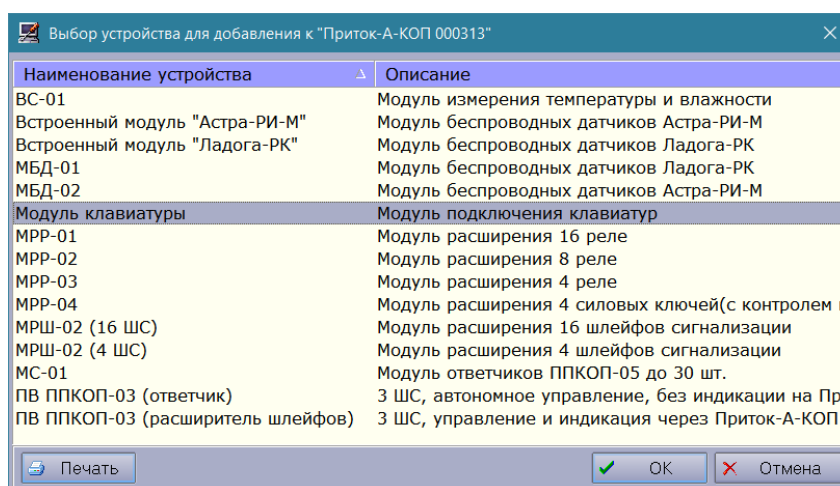 Выбор устройства для добавления к "Приток-А-КОП 000313"
Наименование устройства Описание
ВС-01 Модуль измерения температуры и влажности
Встроенный модуль "Астра-РИ-М" Модуль беспроводных датчиков Астра-РИ-М
Встроенный модуль "Ладога-РК" Модуль беспроводных датчиков Ладога-РК
МБД-01 Модуль беспроводных датчиков Ладога-РК
МБД-02 Модуль беспроводных датчиков Астра-РИ-М
Модуль клавиатуры Модуль подключения клавиатур
МРР-01 Модуль расширения 16 реле
МРР-02 Модуль расширения 8 реле
МРР-03 Модуль расширения 4 реле
МРР-04 Модуль расширения 4 силовых ключей(с контролем
МРШ-02 (16 ШС) Модуль расширения 16 шлейфов сигнализации
МРШ-02 (4 ШС) Модуль расширения 4 шлейфов сигнализации
МС-01 Модуль ответчиков ППКОП-05 до 30 шт.
ПВ ППКОП-03 (ответчик) 3 ШС, автономное управление, без индикации на Пр
ПВ ППКОП-03 (расширитель шлейфов) 3 ШС, управление и индикация через Приток-А-КОП
Печать OK Отмена